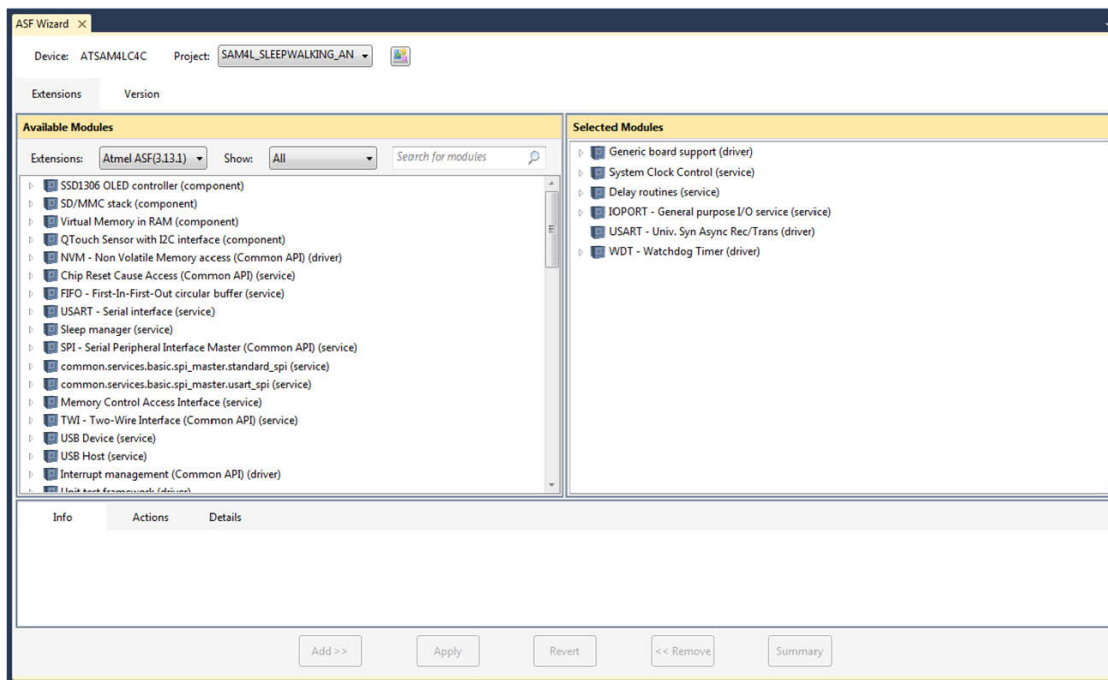 ASF Wizard
Device: ATSAM4LC4C Project: SAM4L_SLEEPWALKING_AN
Extensions Version
Available Modules
Extensions: Atmel ASF(3.13.1) Show: All Search for modules
SSD1306 OLED controller (component)
SD/MMC stack (component)
Virtual Memory in RAM (component)
QTouch Sensor with I2C interface (component)
NVM - Non Volatile Memory access (Common API) (driver)
Chip Reset Cause Access (Common API) (service)
FIFO - First-In-First-Out circular buffer (service)
USART - Serial interface (service)
Sleep manager (service)
SPI - Serial Peripheral Interface Master (Common API) (service)
common.services.basic.spi_master.standard_spi (service)
common.services.basic.spi_master.usart_spi (service)
Memory Control Access Interface (service)
TWI - Two-Wire Interface (Common API) (service)
USB Device (service)
USB Host (service)
Interrupt management (Common API) (driver)
Unit test framework (driver)
Selected Modules
Generic board support (driver)
System Clock Control (service)
Delay routines (service)
IOPORT - General purpose I/O service (service)
USART - Univ. Syn Async Rec/Trans (driver)
WDT - Watchdog Timer (driver)
Info Actions Details
Add >> Apply Revert << Remove Summary